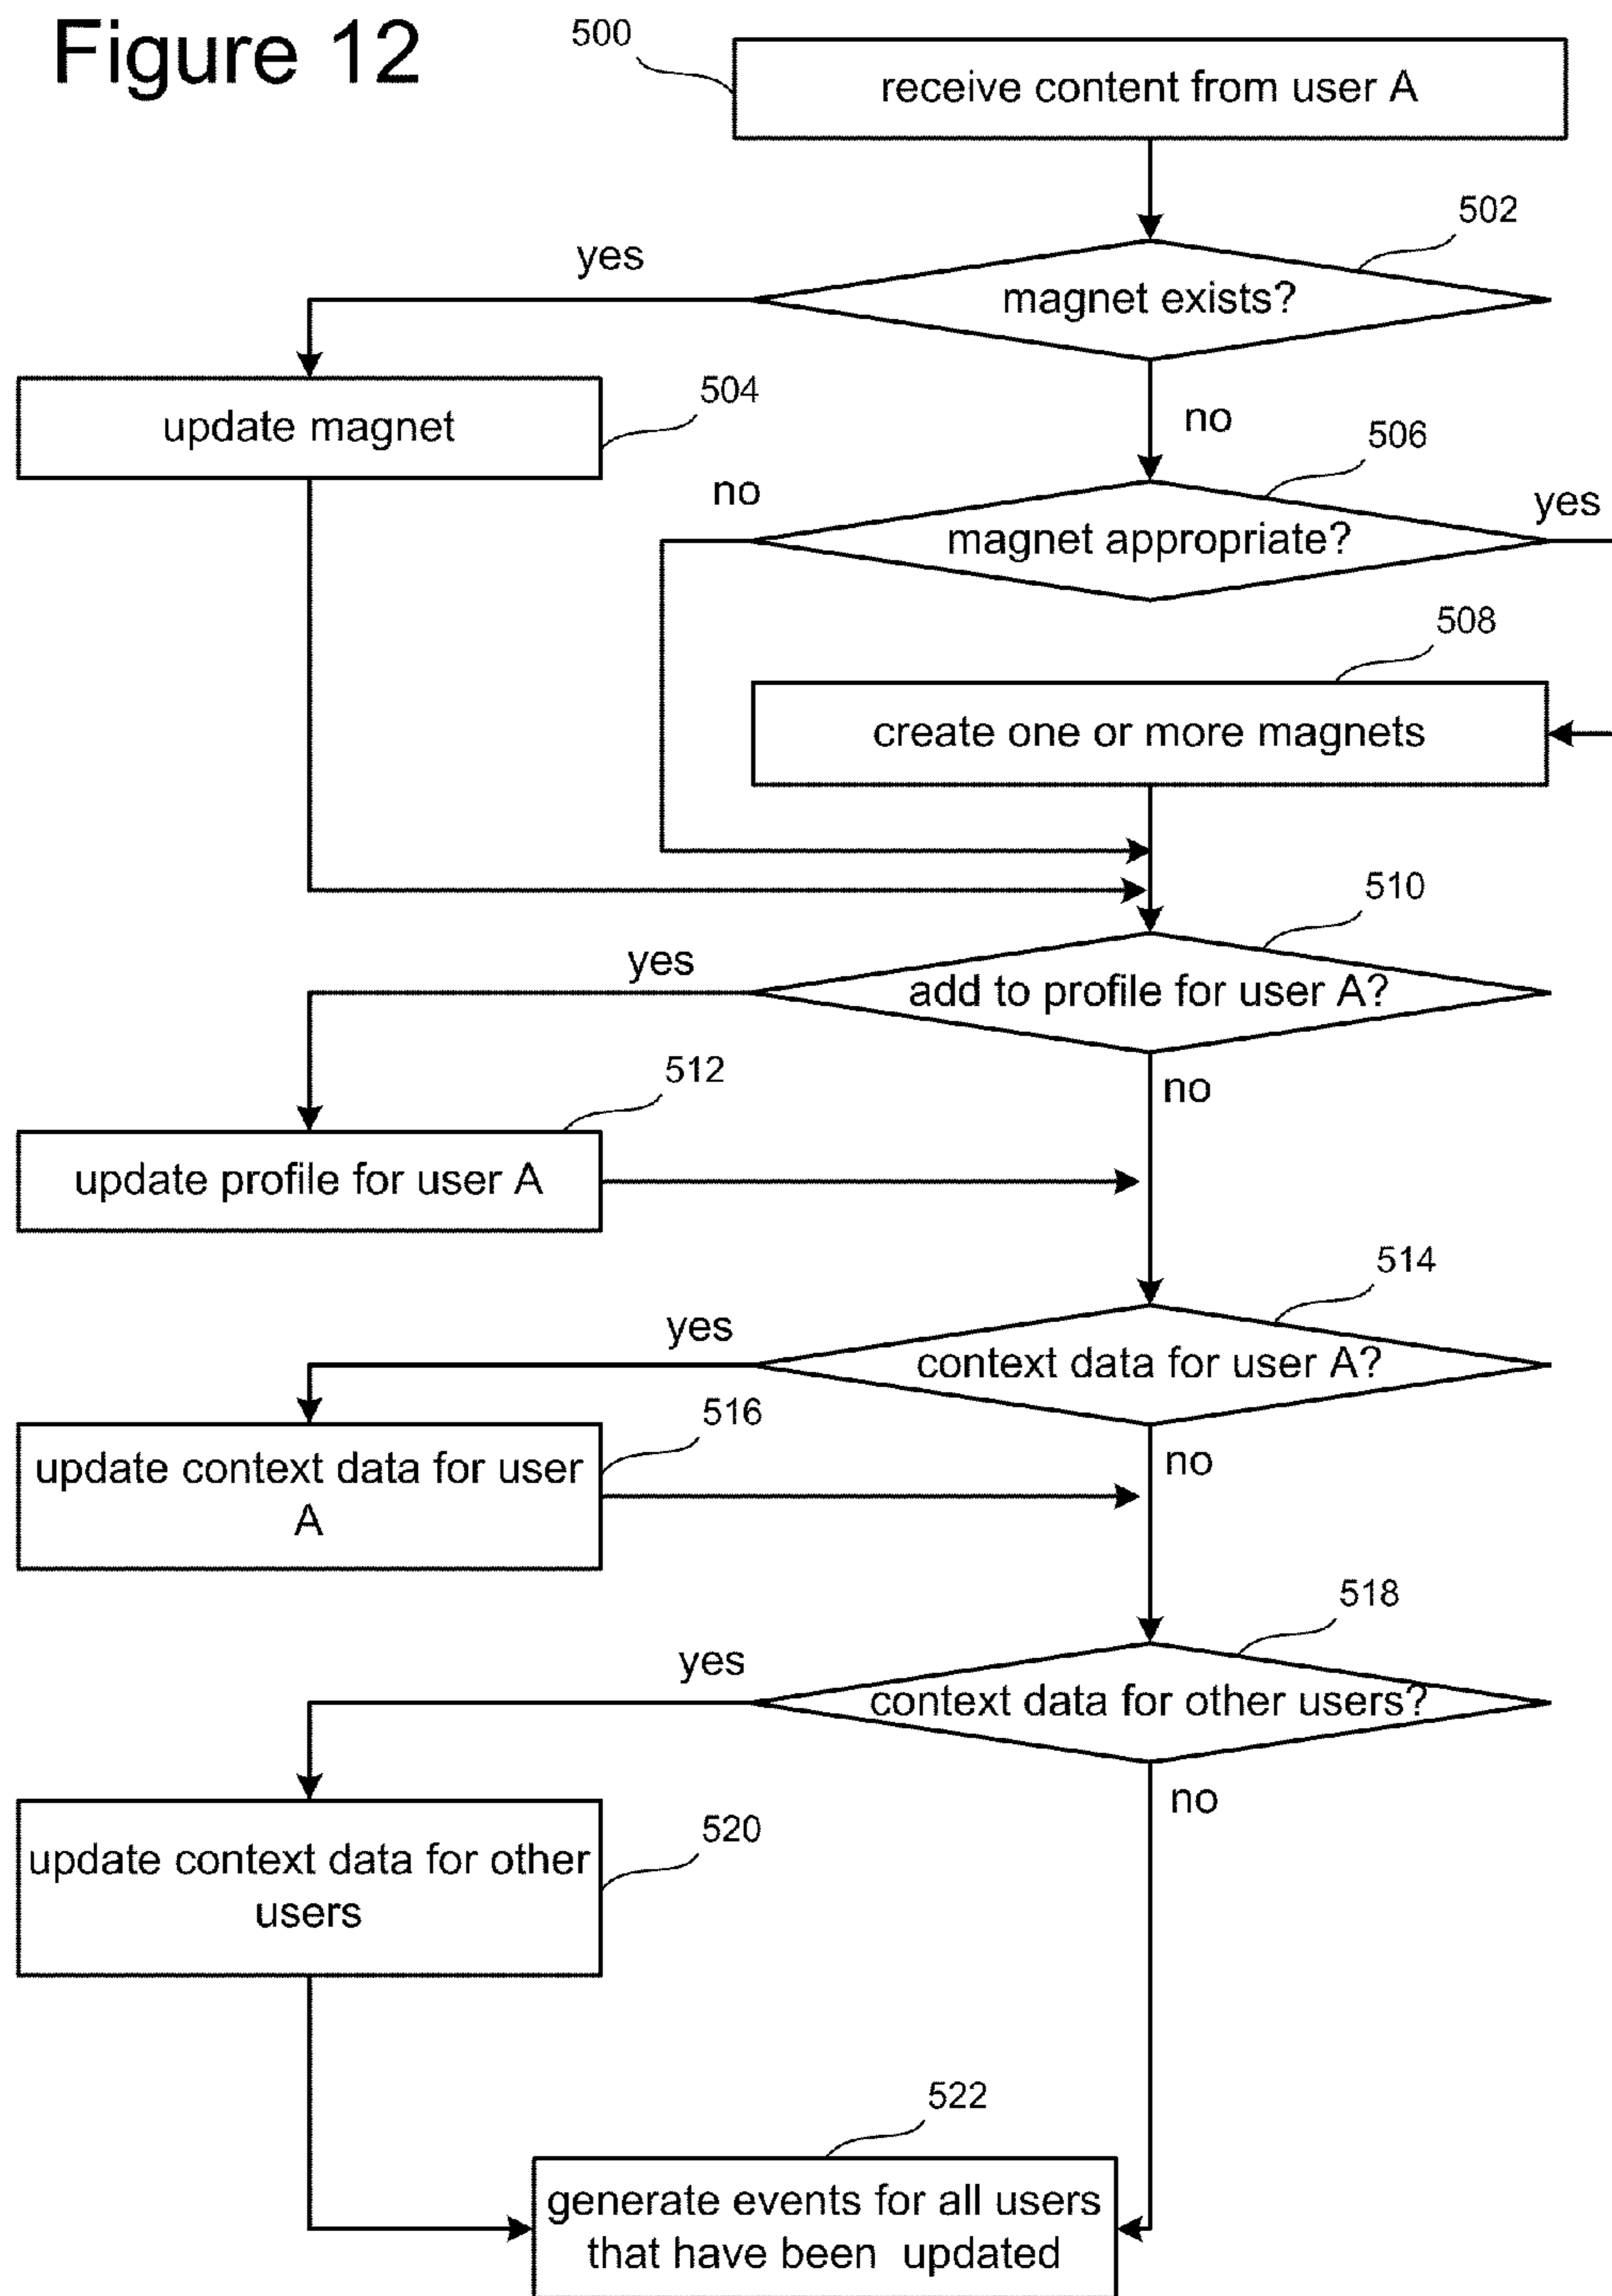 Figure 12
500
receive content from user A
502
yes
magnet exists?
504
update magnet
no
506
no
yes
magnet appropriate?
508
create one or more magnets
510
yes
add to profile for user A?
512
no
update profile for user A
514
yes
context data for user A?
516
no
update context data for user
A
518
yes
context data for other users?
no
520
update context data for other
users
522
generate events for all users
that have been updated